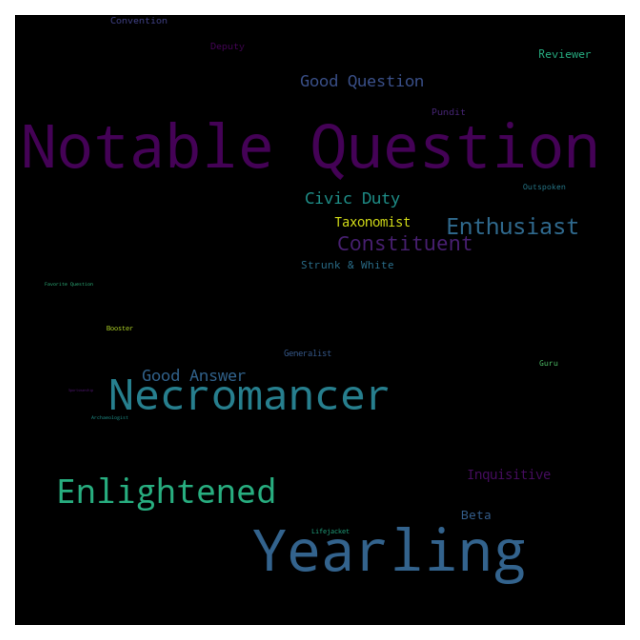 Convention
Deputy
Reviewer
Good Question
Pundit
Notable Question
Outspoken
Civic Duty
Taxonomist
Enthusiast
Constituent
Strunk & White
Favorite Question
Booster
Generalist
Guru
Good Answer
Necromancer
Archaeologist
Inquisitive
Enlightened
Beta
Lifejacket
Yearling